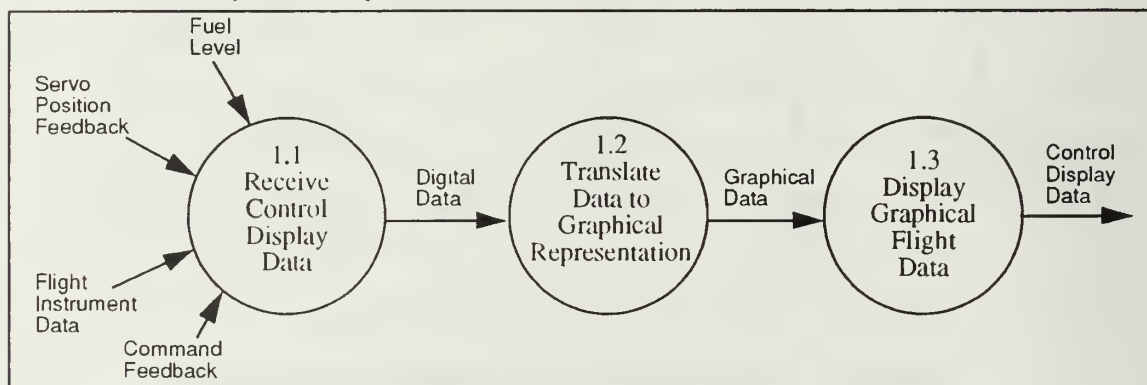 Fuel
Level
Servo
Position
Feedback
Flight
Instrument
Data
Command
Feedback
1.1
Receive
Control
Display
Data
Digital
Data
1.2
Translate
Data to
Graphical
Representation
Graphical
Data
1.3
Display
Graphical
Flight
Data
Control
Display
Data